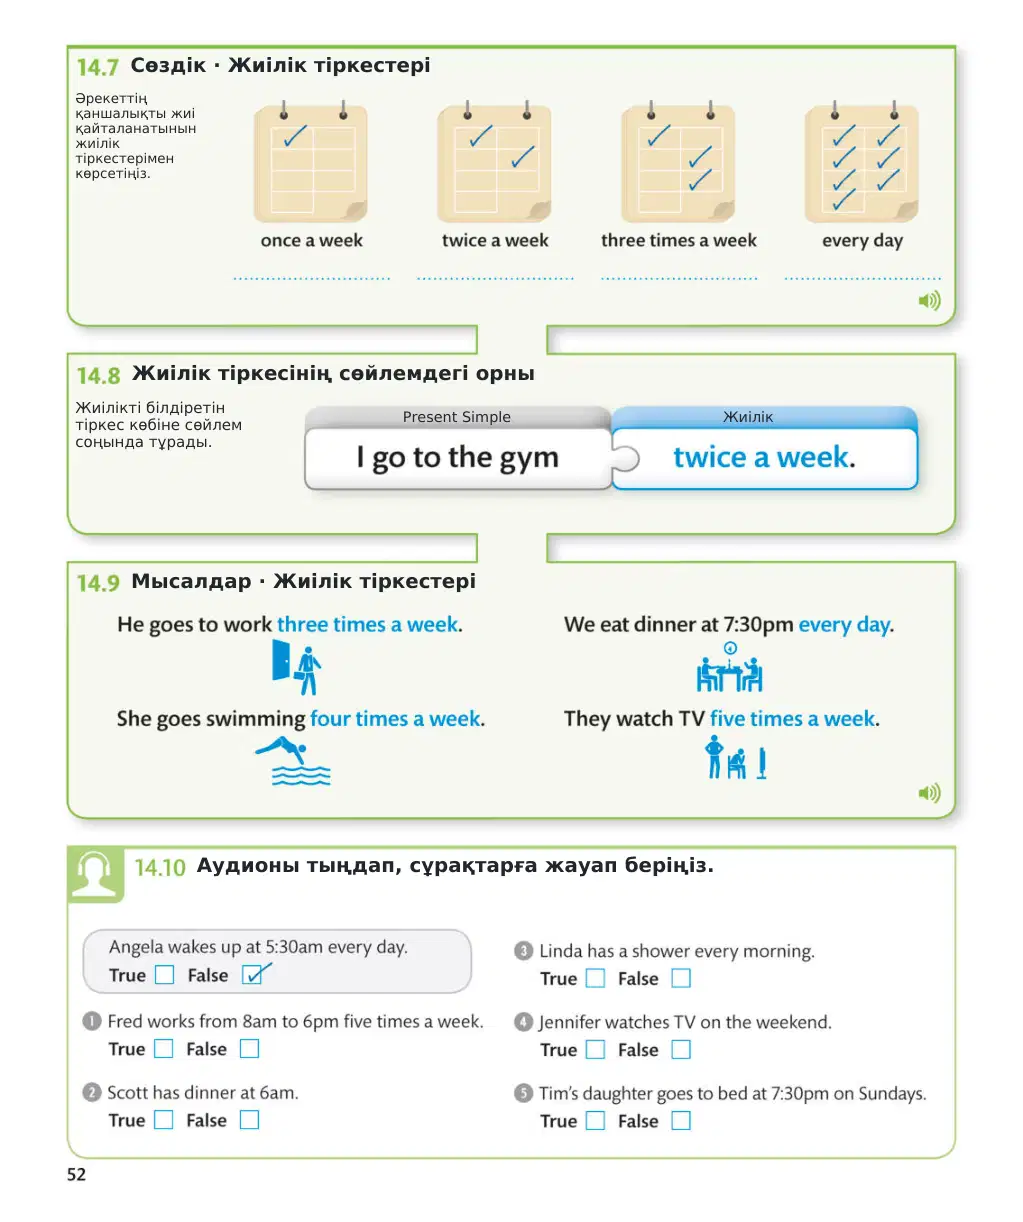 14.7 Сөздік · Жиілік тіркестері
Әрекеттің
қаншалықты жиі
қайталанатынын
жиілік
тіркестерімен
көрсетіңіз.
once a week
twice a week
three times a week
every day
14.8 Жиілік тіркесінің сөйлемдегі орны
Жиілікті білдіретін
тіркес көбіне сөйлем
соңында тұрады.
Present Simple
Жиілік
I go to the gym
twice a week.
14.9 Мысалдар · Жиілік тіркестері
He goes to work three times a week.
We eat dinner at 7:30pm every day.
She goes swimming four times a week.
They watch TV five times a week.
14.10 Аудионы тыңдап, сұрақтарға жауап беріңіз.
Angela wakes up at 5:30am every day.
True False
1 Fred works from 8am to 6pm five times a week.
True False
2 Scott has dinner at 6am.
True False
3 Linda has a shower every morning.
True False
4 Jennifer watches TV on the weekend.
True False
5 Tim's daughter goes to bed at 7:30pm on Sundays.
True False
52